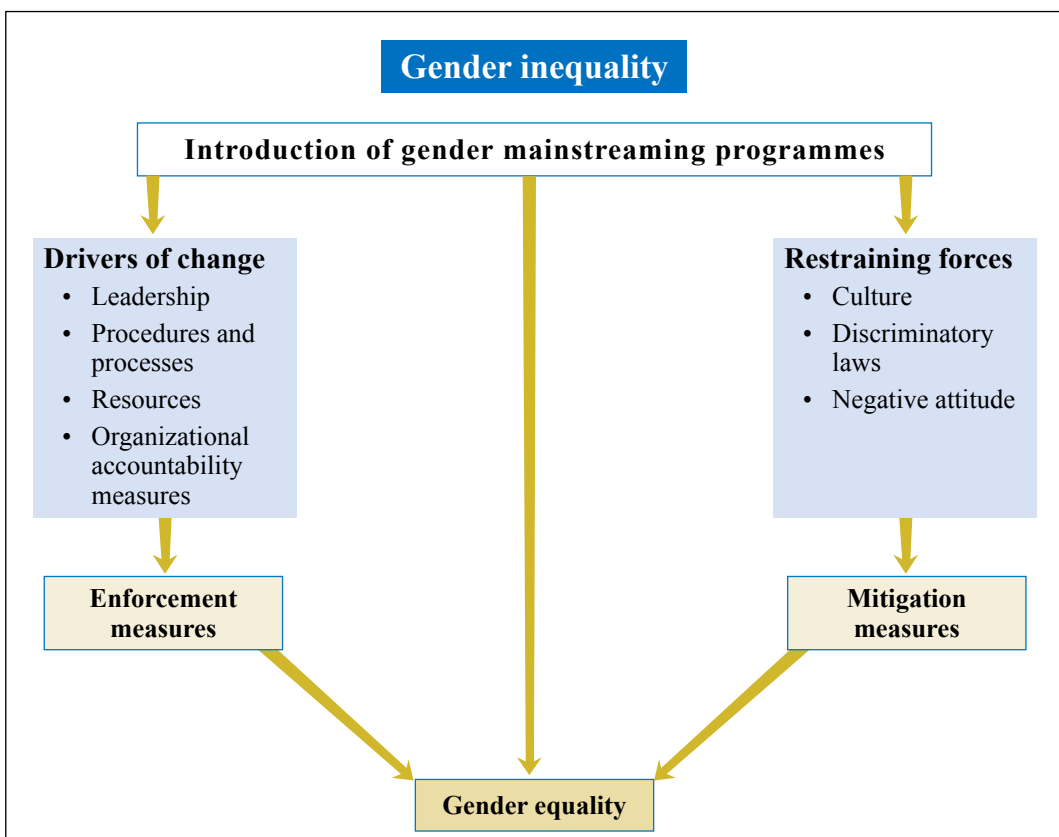 Gender inequality
Introduction of gender mainstreaming programmes
Drivers of change
• Leadership
• Procedures and
processes
• Resources
• Organizational
accountability
measures
Restraining forces
• Culture
• Discriminatory
laws
• Negative attitude
Enforcement
measures
Mitigation
measures
Gender equality